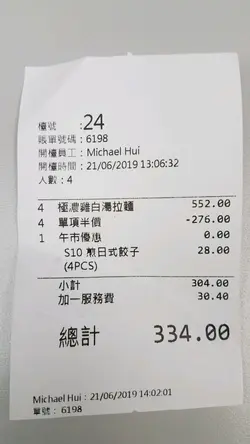 檯號 :24
賬單號碼：6198
開檯員工：Michael Hui
開檯時間：21/06/2019 13:06:32
人數：4
4 極濃雞白湯拉麵 552.00
4 單項半價 -276.00
1 午市優惠 0.00
S10 煎日式餃子 28.00
(4PCS)
小計 304.00
加一服務費 30.40
總計 334.00
Michael Hui：21/06/2019 14:02:01
單號： 6198